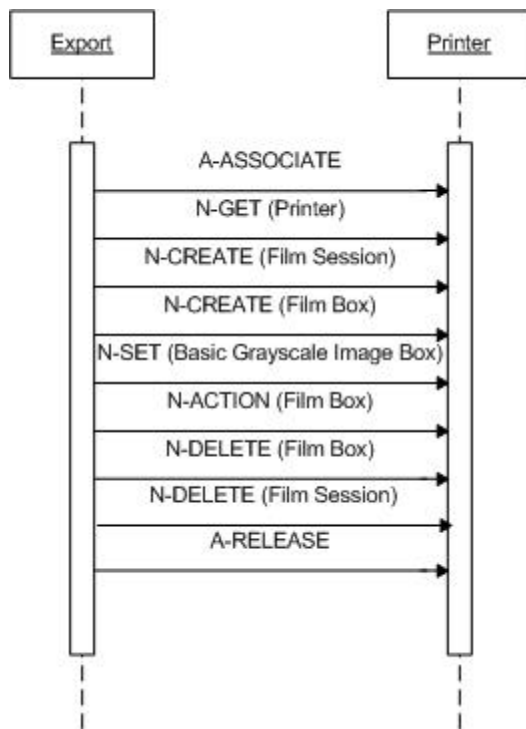 Export
Printer
A-ASSOCIATE
N-GET (Printer)
N-CREATE (Film Session)
N-CREATE (Film Box)
N-SET (Basic Grayscale Image Box)
N-ACTION (Film Box)
N-DELETE (Film Box)
N-DELETE (Film Session)
A-RELEASE